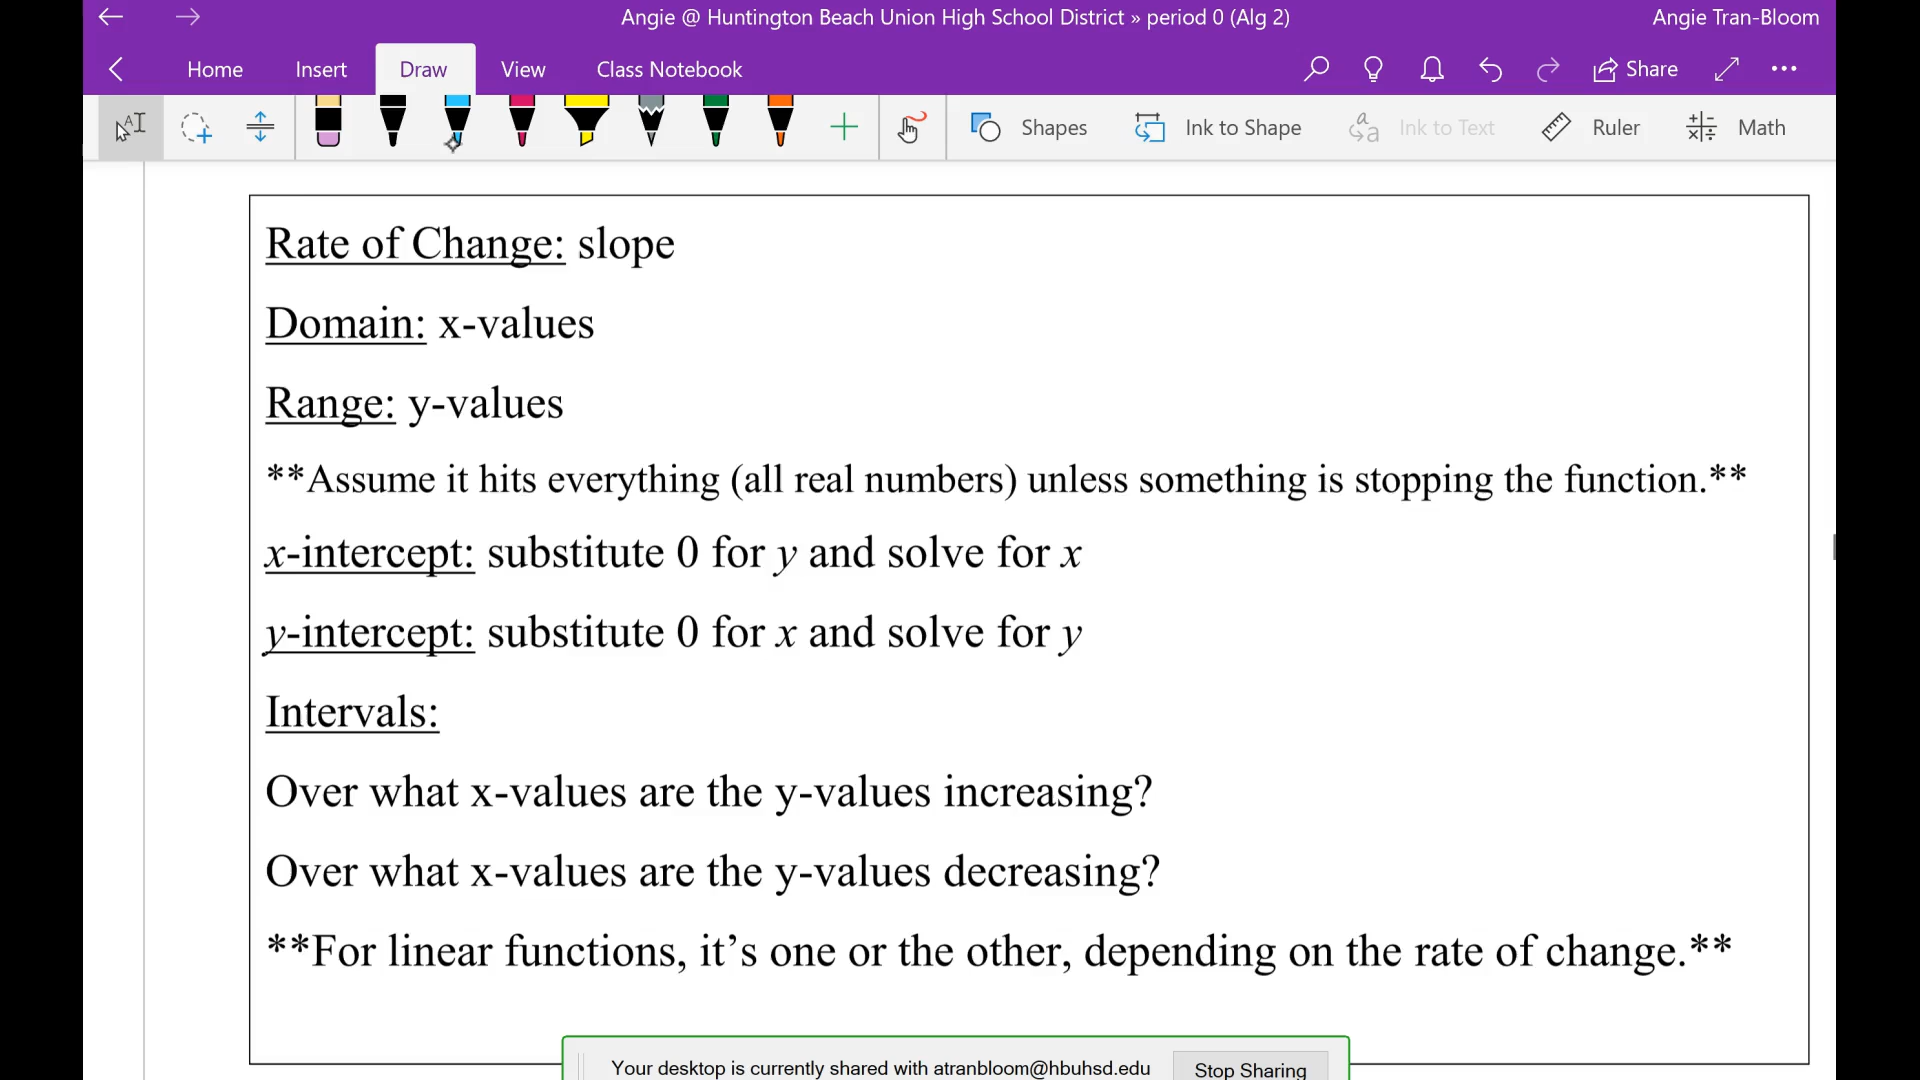 Angie @ Huntington Beach Union High School District » period 0 (Alg 2)
Angie Tran-Bloom
Home Insert Draw View Class Notebook Share
Shapes Ink to Shape Ink to Text Ruler Math
Rate of Change: slope
Domain: x-values
Range: y-values
**Assume it hits everything (all real numbers) unless something is stopping the function.**
x-intercept: substitute 0 for y and solve for x
y-intercept: substitute 0 for x and solve for y
Intervals:
Over what x-values are the y-values increasing?
Over what x-values are the y-values decreasing?
**For linear functions, it’s one or the other, depending on the rate of change.**
Your desktop is currently shared with atranbloom@hbuhsd.edu Stop Sharing